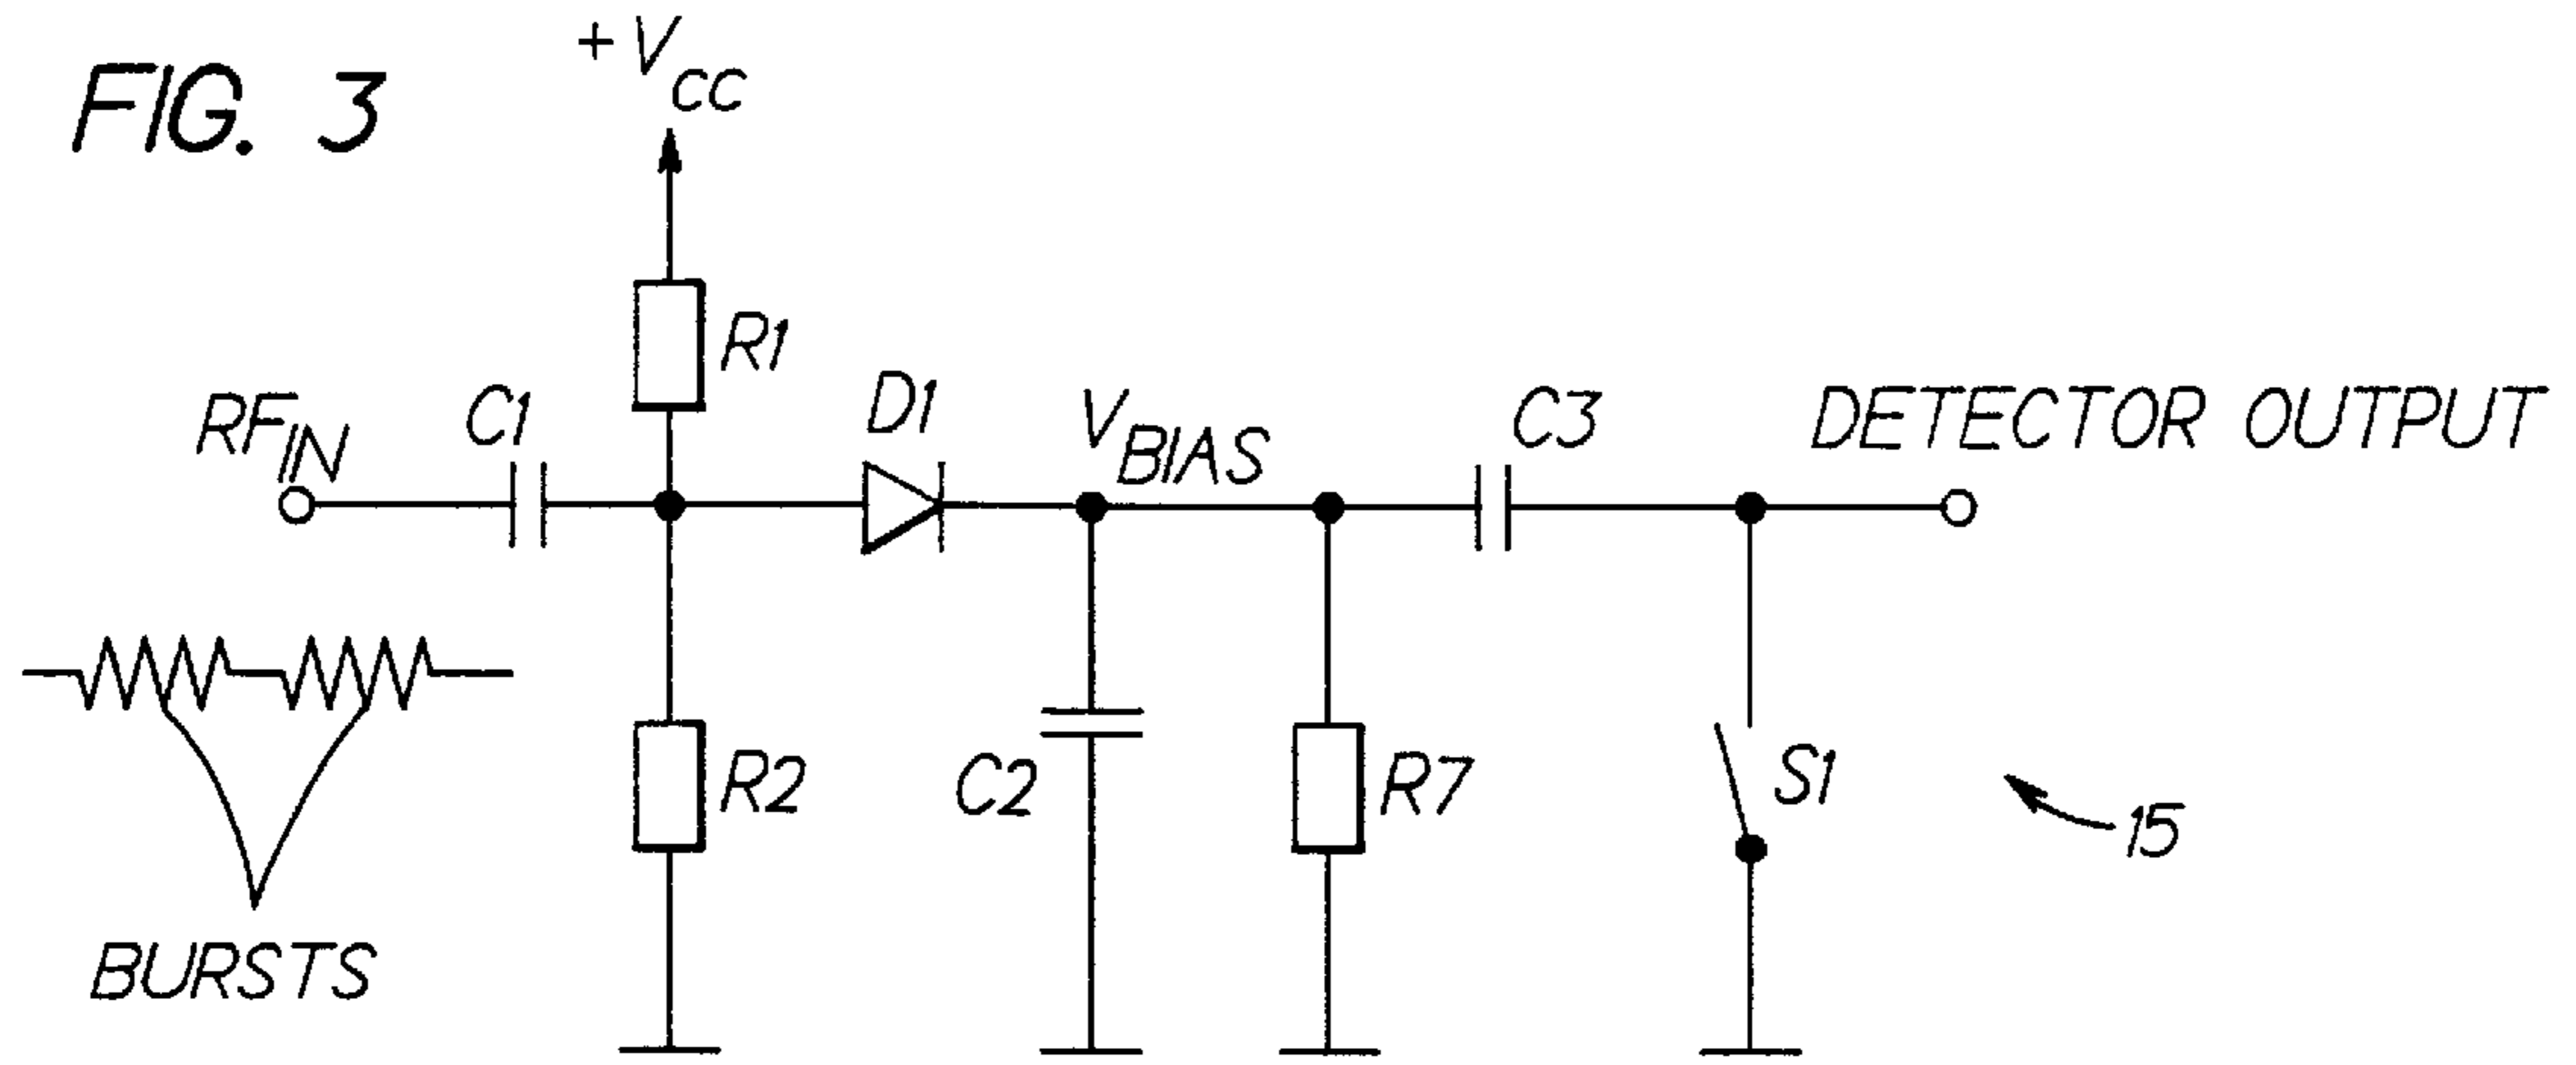 FIG. 3
+VCC
R1
RFIN
C1
D1
VBIAS
C3
DETECTOR OUTPUT
R2
C2
R7
S1
15
BURSTS